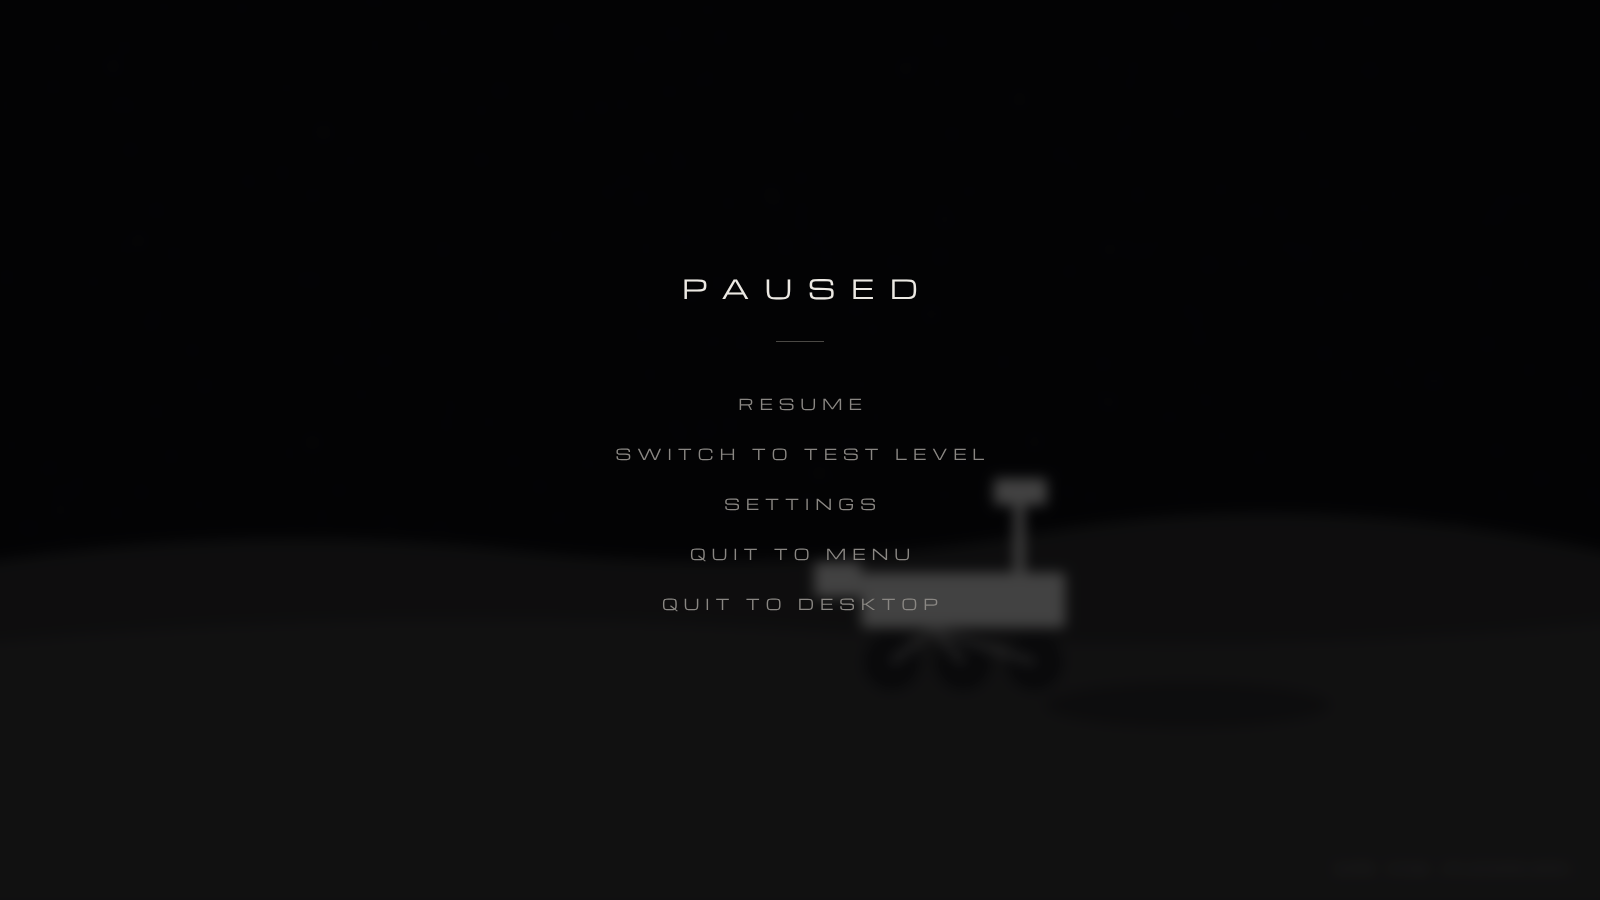 PAUSED
RESUME
SWITCH TO TEST LEVEL
SETTINGS
QUIT TO MENU
QUIT TO DESKTOP